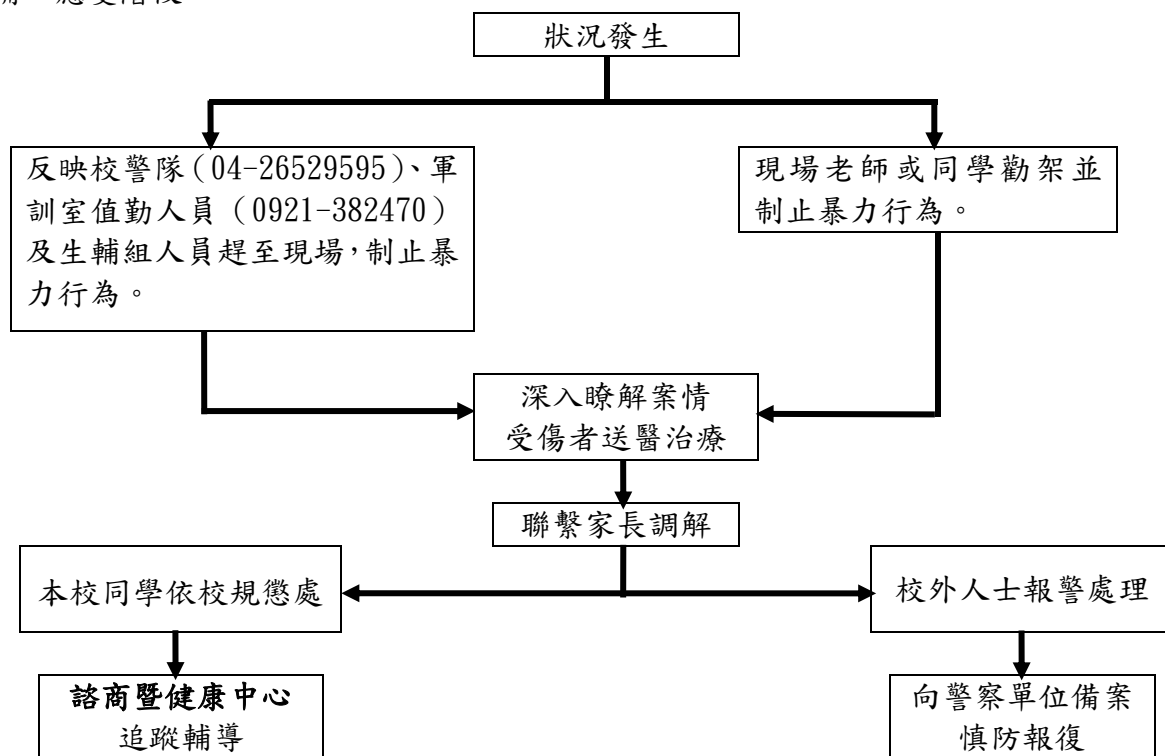 狀況發生
反映校警隊（04-26529595）、軍
訓室值勤人員（0921-382470）
及生輔組人員趕至現場，制止暴
力行為。
現場老師或同學勸架並
制止暴力行為。
深入瞭解案情
受傷者送醫治療
聯繫家長調解
本校同學依校規懲處
校外人士報警處理
諮商暨健康中心
追蹤輔導
向警察單位備案
慎防報復